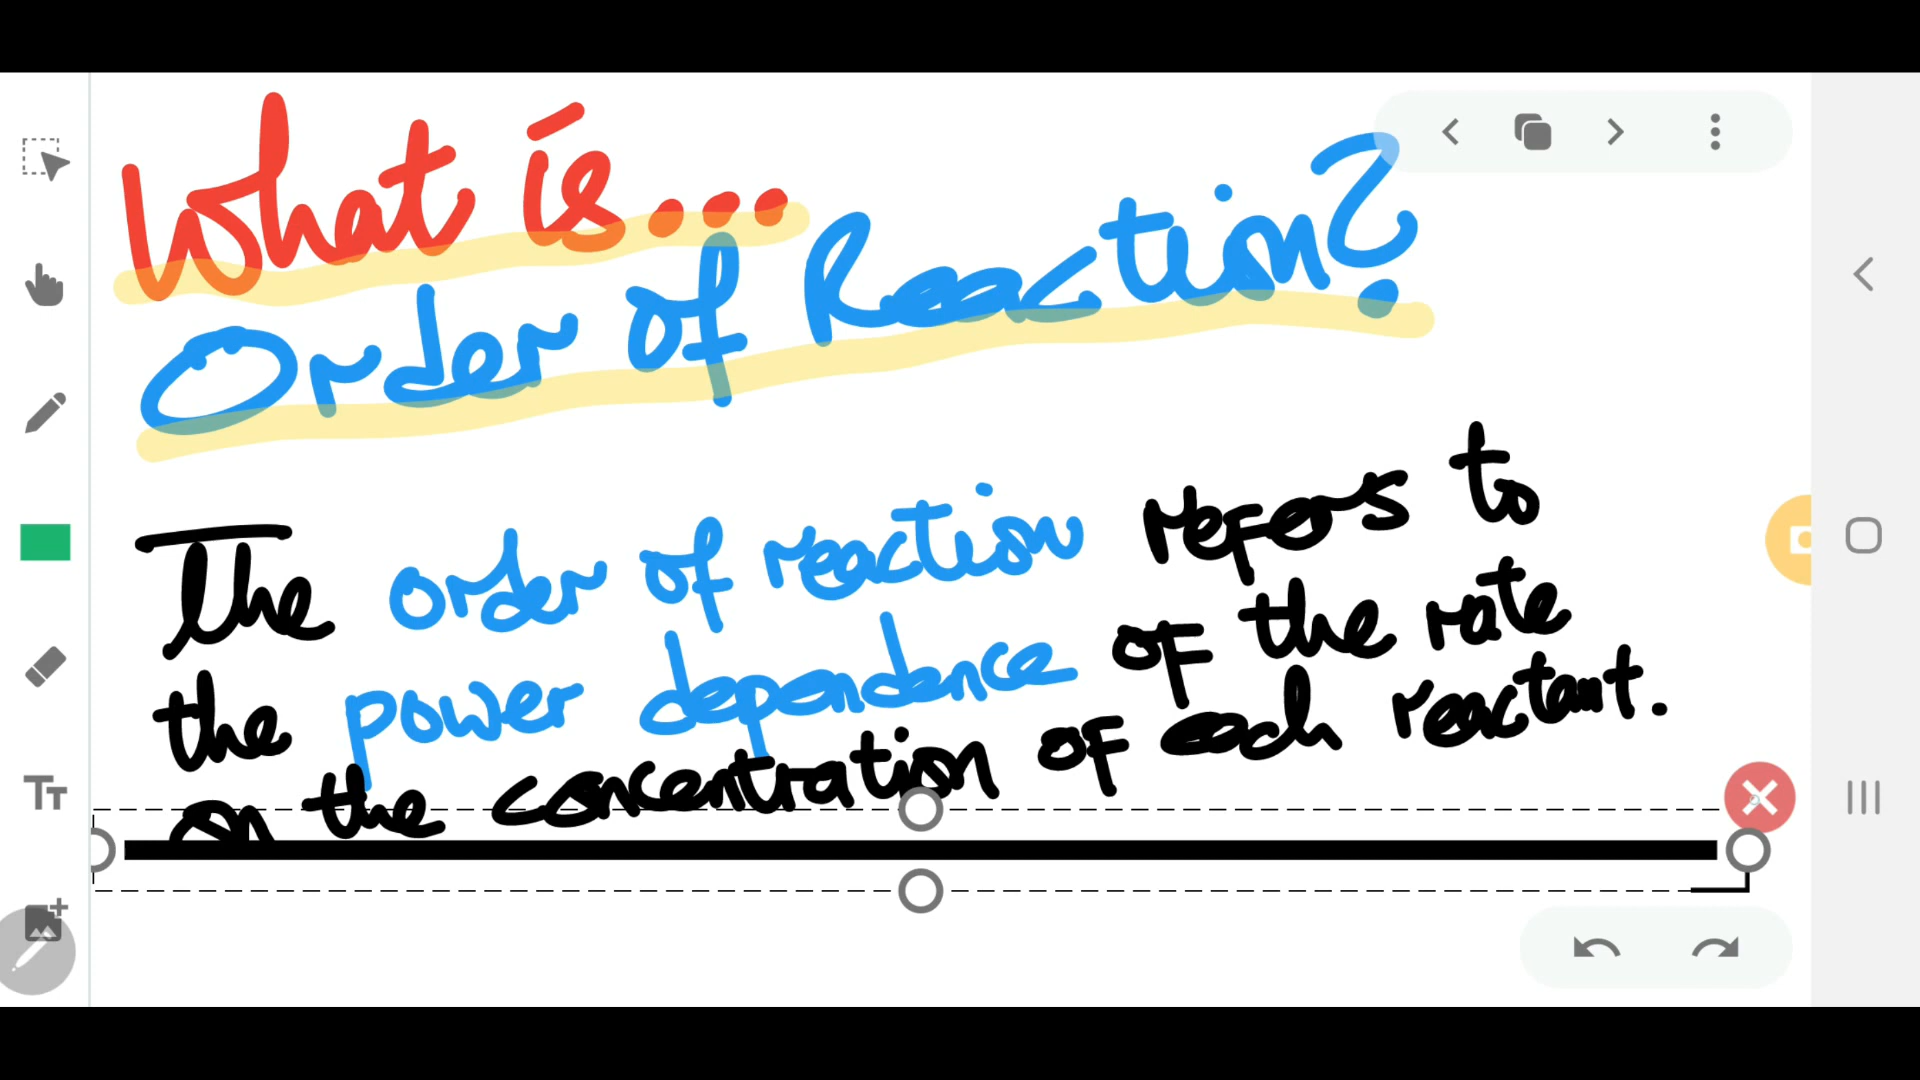 What is...
Order of Reaction?
The order of reaction refers to
the power dependence of the rate
on the concentration of each reactant.